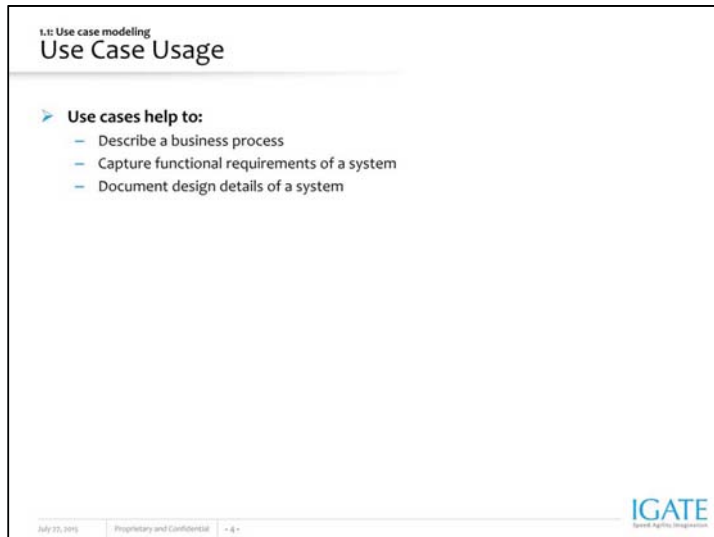 1.1: Use case modeling
Use Case Usage
Use cases help to:
– Describe a business process
– Capture functional requirements of a system
– Document design details of a system
IGATE
Speed.Agility.Imagination
July 27, 2015 Proprietary and Confidential - 4 -